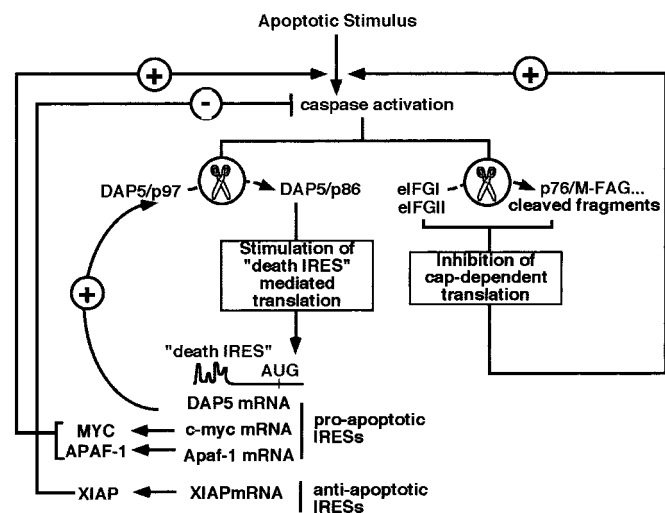 Apoptotic Stimulus
+
+
-
caspase activation
DAP5/p97
DAP5/p86
eIFGI
eIFGII
p76/M-FAG...
cleaved fragments
Stimulation of
"death IRES"
mediated
translation
Inhibition of
cap-dependent
translation
+
"death IRES"
AUG
DAP5 mRNA
MYC
c-myc mRNA
APAF-1
Apaf-1 mRNA
pro-apoptotic
IRESs
XIAP
XIAPmRNA
anti-apoptotic
IRESs